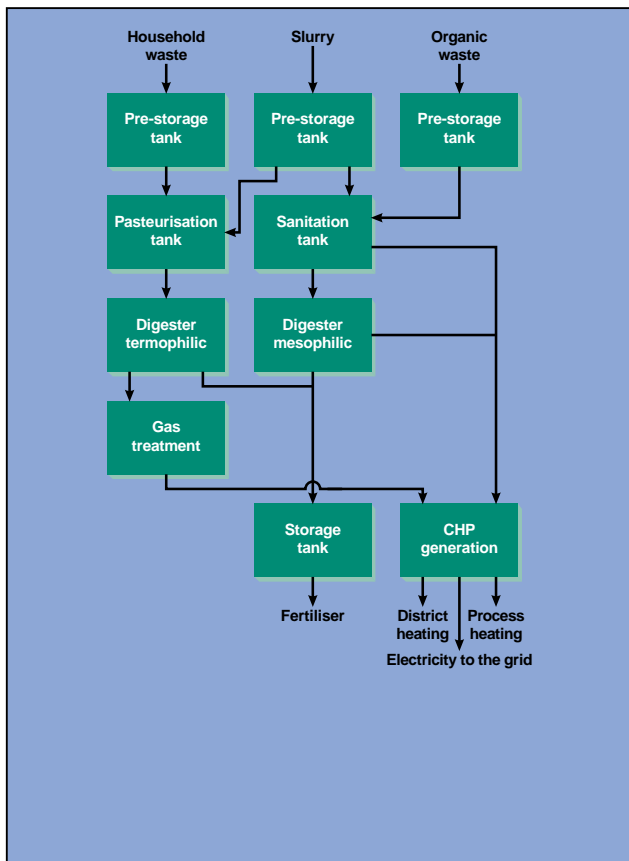 Household
waste
Slurry
Organic
waste
Pre-storage
tank
Pre-storage
tank
Pre-storage
tank
Pasteurisation
tank
Sanitation
tank
Digester
termophilic
Digester
mesophilic
Gas
treatment
Storage
tank
CHP
generation
Fertiliser
District
heating
Process
heating
Electricity to the grid